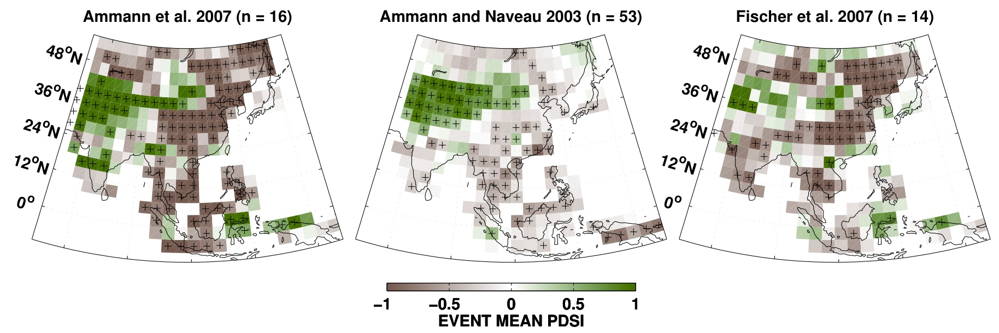 Ammann et al. 2007 (n = 16)
Ammann and Naveau 2003 (n = 53)
Fischer et al. 2007 (n = 14)
48°N
36°N
24°N
12°N
0°
48°N
36°N
24°N
12°N
0°
−1 −0.5 0 0.5 1
EVENT MEAN PDSI